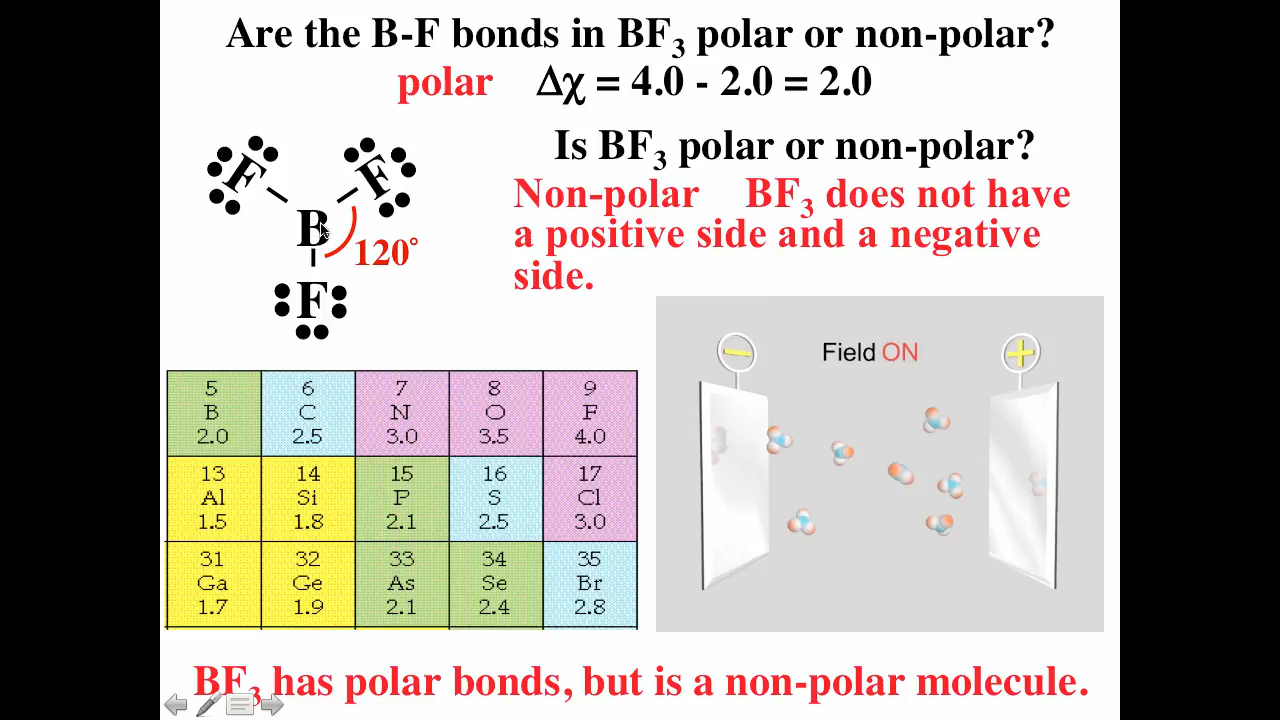 Are the B-F bonds in BF₃ polar or non-polar?
polar Δχ = 4.0 - 2.0 = 2.0
Is BF₃ polar or non-polar?
Non-polar BF₃ does not have
a positive side and a negative
side.
F F
B
120°
F
− Field ON +
5 6 7 8 9
B C N O F
2.0 2.5 3.0 3.5 4.0
13 14 15 16 17
Al Si P S Cl
1.5 1.8 2.1 2.5 3.0
31 32 33 34 35
Ga Ge As Se Br
1.7 1.9 2.1 2.4 2.8
BF₃ has polar bonds, but is a non-polar molecule.